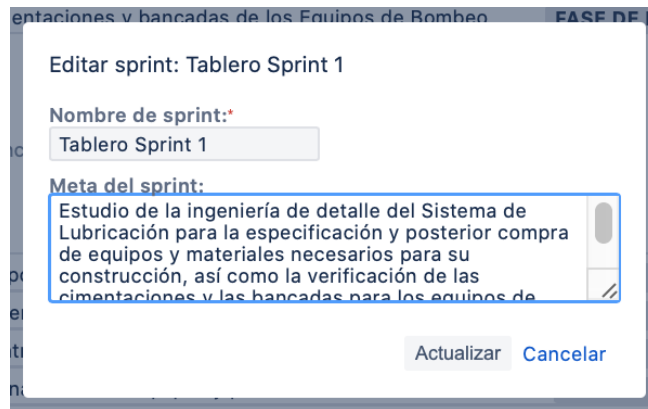 entaciones y bancadas de los Equipos de Bombeo FASE DE
Editar sprint: Tablero Sprint 1
Nombre de sprint:*
Tablero Sprint 1
Meta del sprint:
Estudio de la ingeniería de detalle del Sistema de
Lubricación para la especificación y posterior compra
de equipos y materiales necesarios para su
construcción, así como la verificación de las
cimentaciones y las bancadas para los equipos de
Actualizar Cancelar